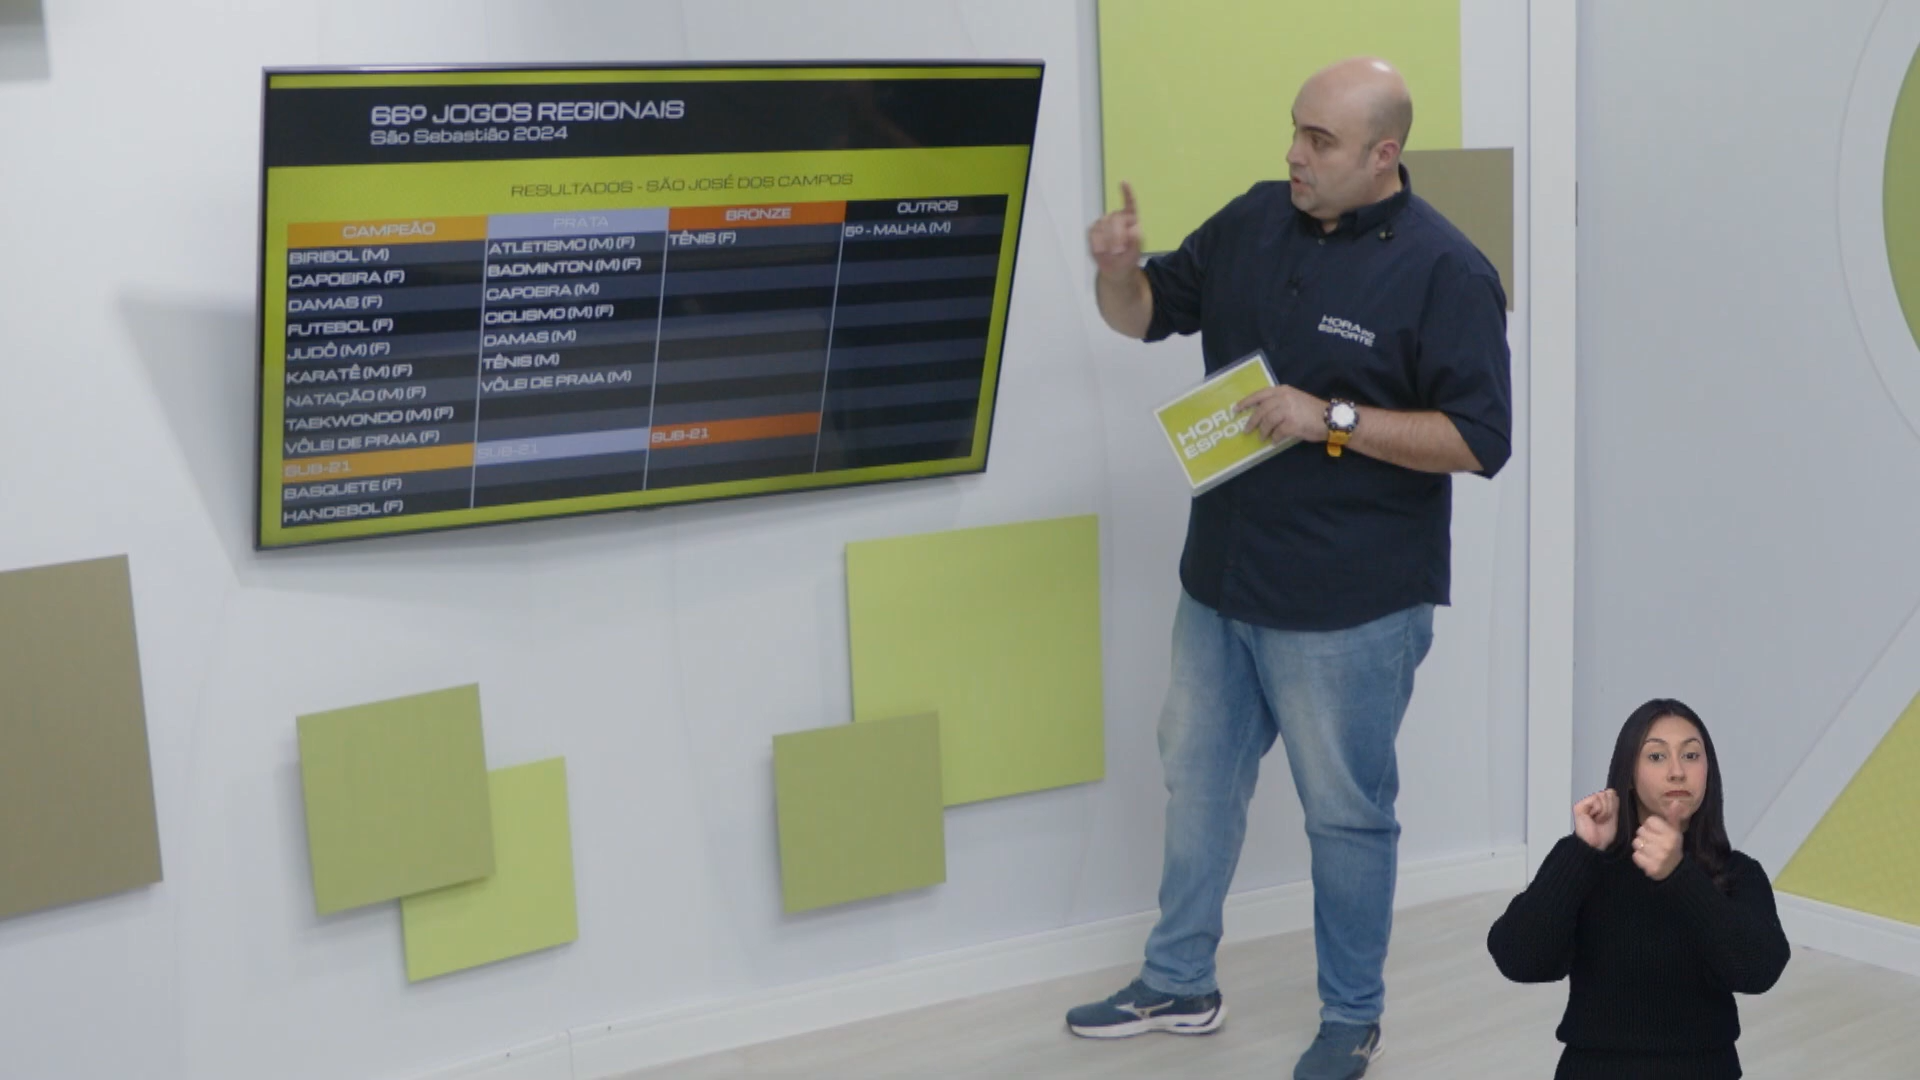 66º JOGOS REGIONAIS
São Sebastião 2024
RESULTADOS - SÃO JOSÉ DOS CAMPOS
CAMPEÃO
BIRIBOL (M)
CAPOEIRA (F)
DAMAS (F)
FUTEBOL (F)
JUDÔ (M) (F)
KARATÊ (M) (F)
NATAÇÃO (M) (F)
TAEKWONDO (M) (F)
VÔLEI DE PRAIA (F)
SUB-21
BASQUETE (F)
HANDEBOL (F)
PRATA
ATLETISMO (M) (F)
BADMINTON (M) (F)
CAPOEIRA (M)
CICLISMO (M) (F)
DAMAS (M)
TÊNIS (M)
VÔLEI DE PRAIA (M)
SUB-21
BRONZE
TÊNIS (F)
SUB-21
OUTROS
5º - MALHA (M)
HORA DO
ESPORTE
HORA
ESPOR